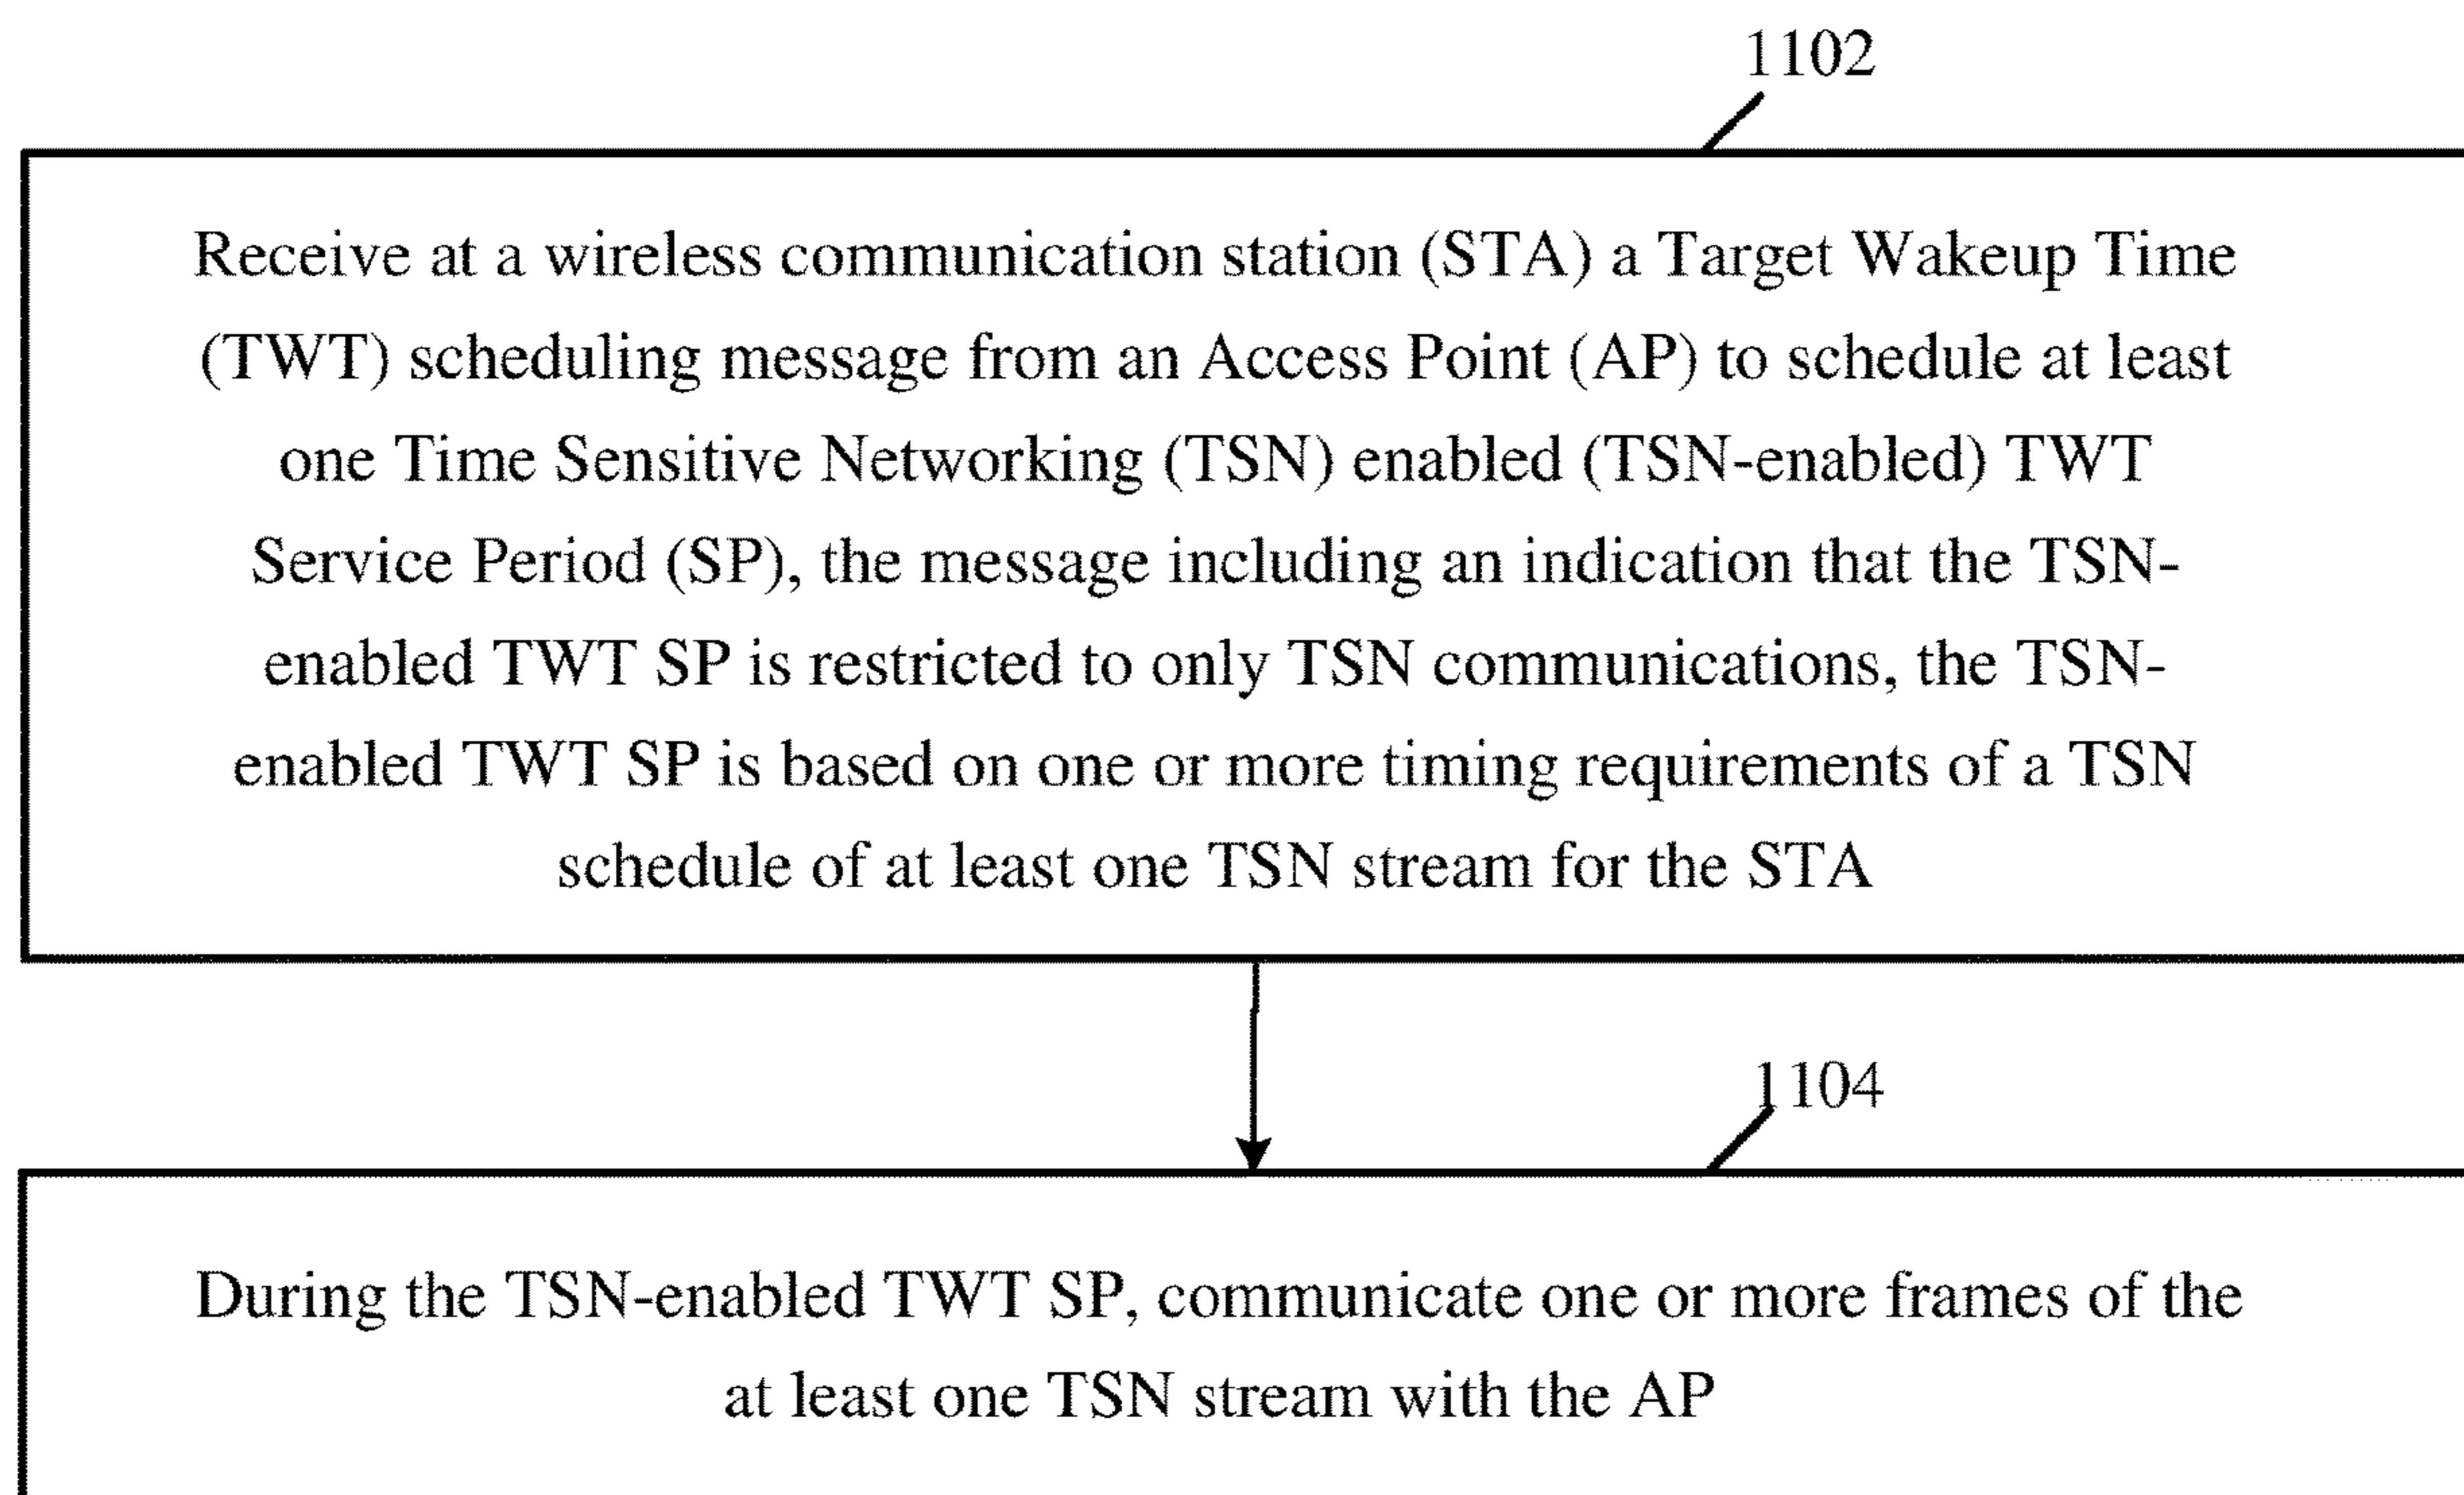 1102
Receive at a wireless communication station (STA) a Target Wakeup Time
(TWT) scheduling message from an Access Point (AP) to schedule at least
one Time Sensitive Networking (TSN) enabled (TSN-enabled) TWT
Service Period (SP), the message including an indication that the TSN-
enabled TWT SP is restricted to only TSN communications, the TSN-
enabled TWT SP is based on one or more timing requirements of a TSN
schedule of at least one TSN stream for the STA
1104
During the TSN-enabled TWT SP, communicate one or more frames of the
at least one TSN stream with the AP